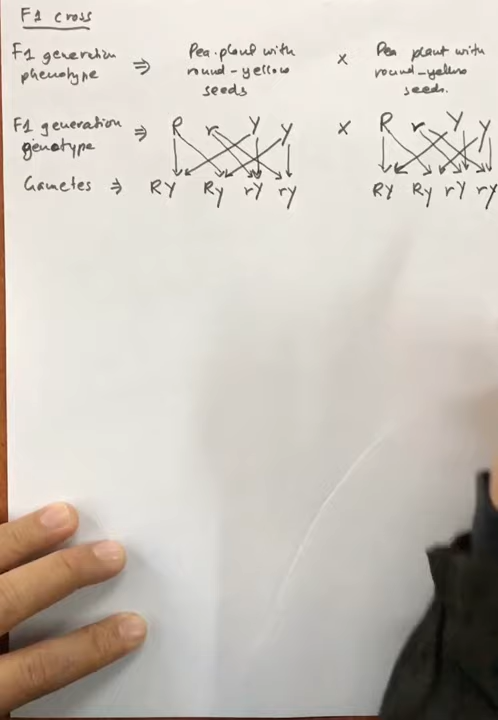 F1 cross
F1 generation ⇒ Pea plant with × Pea plant with
phenotype round-yellow round-yellow
seeds seeds.
F1 generation ⇒ R r Y y × R r Y y
genotype
Gametes ⇒ RY Ry rY ry RY Ry rY ry